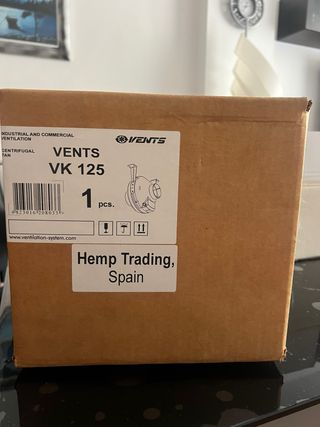 INDUSTRIAL AND COMMERCIAL
VENTILATION
VENTS
CENTRIFUGAL
FAN
VENTS
VK 125
1 pcs.
www.ventilation-system.com
Hemp Trading,
Spain